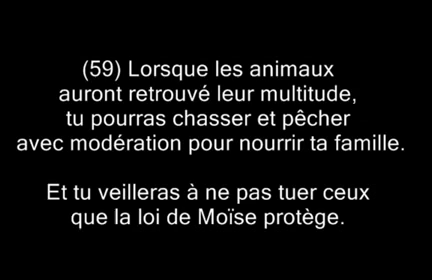 (59) Lorsque les animaux
auront retrouvé leur multitude,
tu pourras chasser et pêcher
avec modération pour nourrir ta famille.
Et tu veilleras à ne pas tuer ceux
que la loi de Moïse protège.